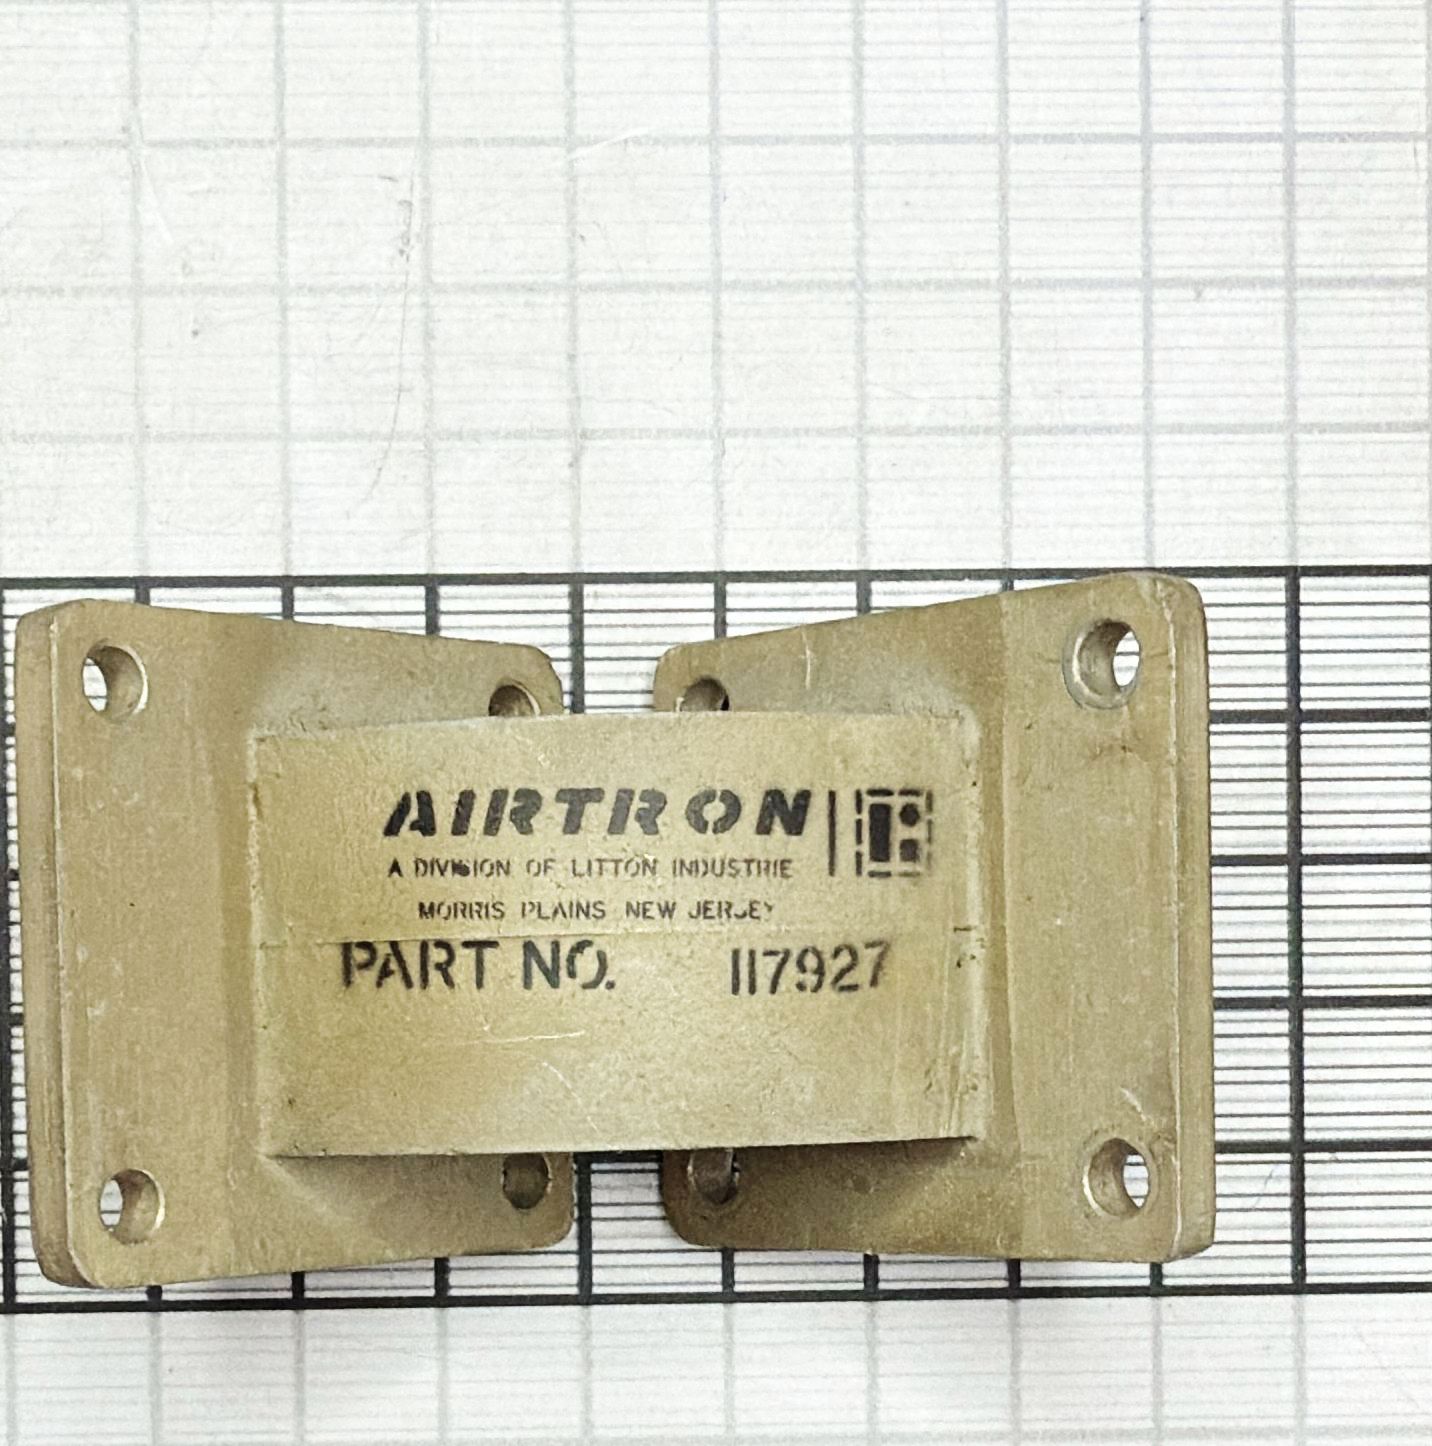 AIRTRON
A DIVISION OF LITTON INDUSTRIE
MORRIS PLAINS NEW JERSEY
PART NO. 117927